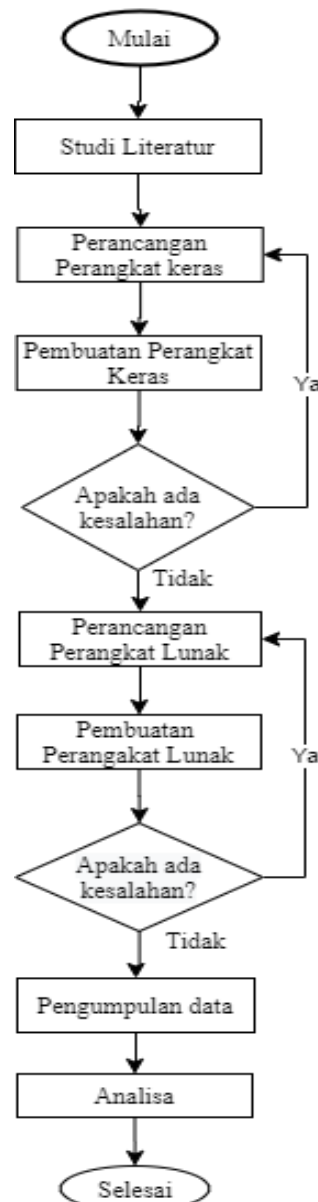 Mulai
Studi Literatur
Perancangan
Perangkat keras
Pembuatan Perangkat
Keras
Ya
Apakah ada
kesalahan?
Tidak
Perancangan
Perangkat Lunak
Pembuatan
Perangakat Lunak
Ya
Apakah ada
kesalahan?
Tidak
Pengumpulan data
Analisa
Selesai